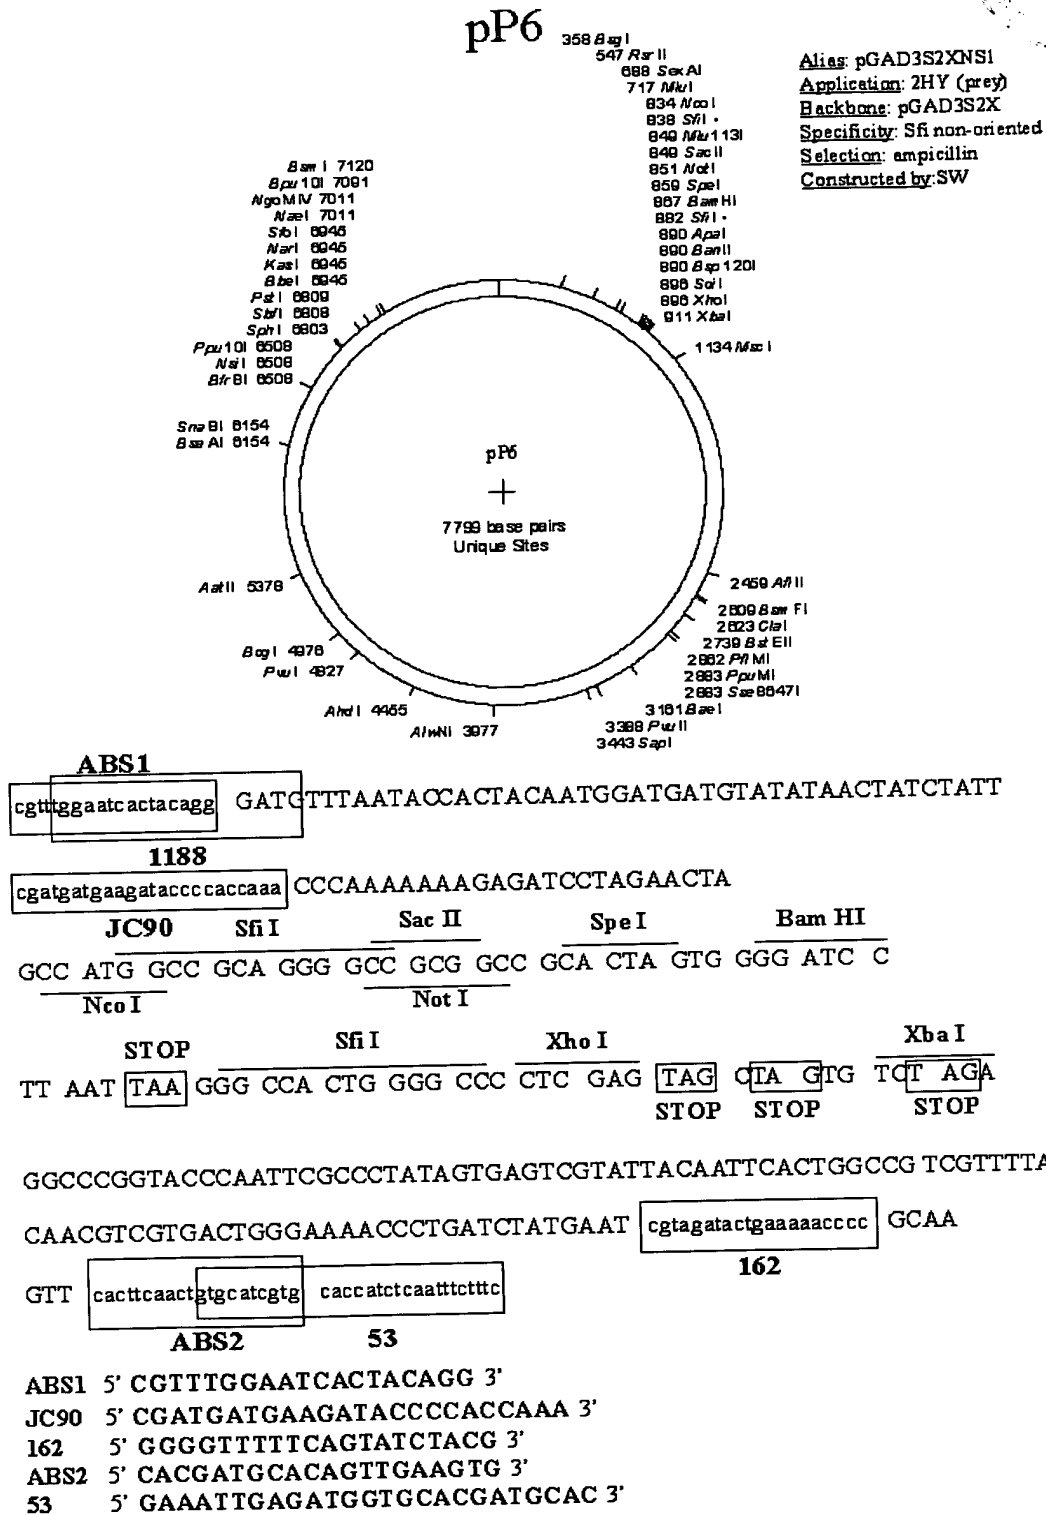 pP6
Alias: pGAD3S2XNS1
Application: 2HY (prey)
Backbone: pGAD3S2X
Specificity: Sfi non-oriented
Selection: ampicillin
Constructed by:SW
358 BsgI
547 RsrII
688 SexAI
717 MluI
834 NcoI
838 SfiI •
849 Mlu113I
849 SacII
851 NotI
859 SpeI
867 BamHI
882 SfiI •
890 ApaI
890 BanII
890 Bsp120I
896 SalI
896 XhoI
911 XbaI
1134 MscI
BsmI 7120
Bpu10I 7091
NgoMIV 7011
NaeI 7011
SfoI 6945
NarI 6945
KasI 6945
BbeI 6945
PstI 6809
SbfI 6808
SphI 6803
Ppu10I 6508
NsiI 6508
BfrBI 6508
SnaBI 6154
BsaAI 6154
pP6
7799 base pairs
Unique Sites
AatII 5378
BcgI 4976
PvuI 4827
AhdI 4455
AlwNI 3977
2459 AflII
2609 BsmFI
2623 ClaI
2739 BstEII
2862 PflMI
2883 PpuMI
2883 Sse8647I
3161 BaeI
3388 PvuII
3443 SapI
ABS1
cgtttggaatcactacagg GATGTTTAATACCACTACAATGGATGATGTATATAACTATCTATT
1188
cgatgatgaagataccccaccaaa CCCAAAAAAAGAGATCCTAGAACTA
JC90 Sfi I Sac II Spe I Bam HI
GCC ATG GCC GCA GGG GCC GCG GCC GCA CTA GTG GGG ATC C
Nco I Not I
STOP Sfi I Xho I Xba I
TT AAT TAA GGG CCA CTG GGG CCC CTC GAG TAG CTA GTG TCT AGA
STOP STOP STOP
GGCCCGGTACCCAATTCGCCCTATAGTGAGTCGTATTACAATTCACTGGCCG TCGTTTTA
CAACGTCGTGACTGGGAAAACCCTGATCTATGAAT cgtagatactgaaaaacccc GCAA
162
GTT cacttcaactgtgcatcgtg caccatctcaatttctttc
ABS2 53
ABS1 5' CGTTTGGAATCACTACAGG 3'
JC90 5' CGATGATGAAGATACCCCACCAAA 3'
162 5' GGGGTTTTTCAGTATCTACG 3'
ABS2 5' CACGATGCACAGTTGAAGTG 3'
53 5' GAAATTGAGATGGTGCACGATGCAC 3'